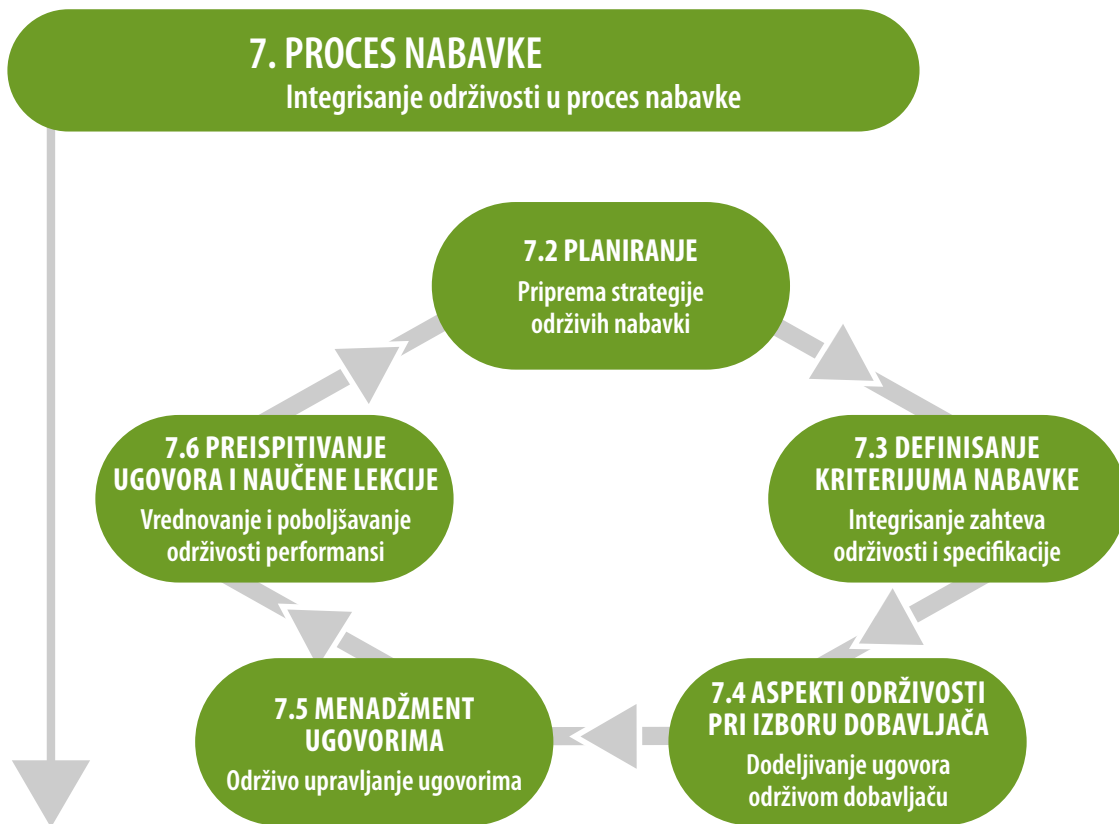 7. PROCES NABAVKE
Integrisanje održivosti u proces nabavke
7.2 PLANIRANJE
Priprema strategije
održivih nabavki
7.3 DEFINISANJE
KRITERIJUMA NABAVKE
Integrisanje zahteva
održivosti i specifikacije
7.4 ASPEKTI ODRŽIVOSTI
PRI IZBORU DOBAVLJAČA
Dodeljivanje ugovora
održivom dobavljaču
7.5 MENADŽMENT
UGOVORIMA
Održivo upravljanje ugovorima
7.6 PREISPITIVANJE
UGOVORA I NAUČENE LEKCIJE
Vrednovanje i poboljšavanje
održivosti performansi